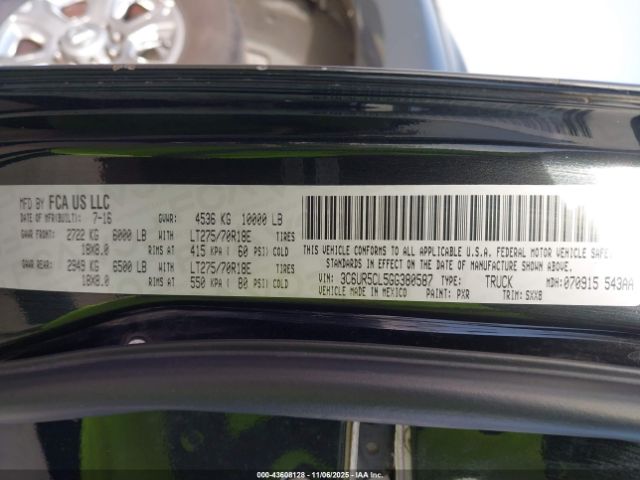 MFD BY FCA US LLC
DATE OF MFR(BUILT): 7-16 GVWR: 4536 KG 10000 LB
GAWR FRONT: 2722 KG 6000 LB WITH LT275/70R18E TIRES
18X8.0 RIMS AT 415 KPA ( 60 PSI) COLD
GAWR REAR: 2949 KG 6500 LB WITH LT275/70R18E TIRES
18X8.0 RIMS AT 550 KPA ( 80 PSI) COLD
THIS VEHICLE CONFORMS TO ALL APPLICABLE U.S.A. FEDERAL MOTOR VEHICLE SAFETY
STANDARDS IN EFFECT ON THE DATE OF MANUFACTURE SHOWN ABOVE.
VIN: 3C6UR5CL5GG380587 TYPE: TRUCK MDH: 070915 543AA
VEHICLE MADE IN MEXICO PAINT: PXR TRIM: SXX8
000-43608128 - 11/06/2025 - IAAI.COM